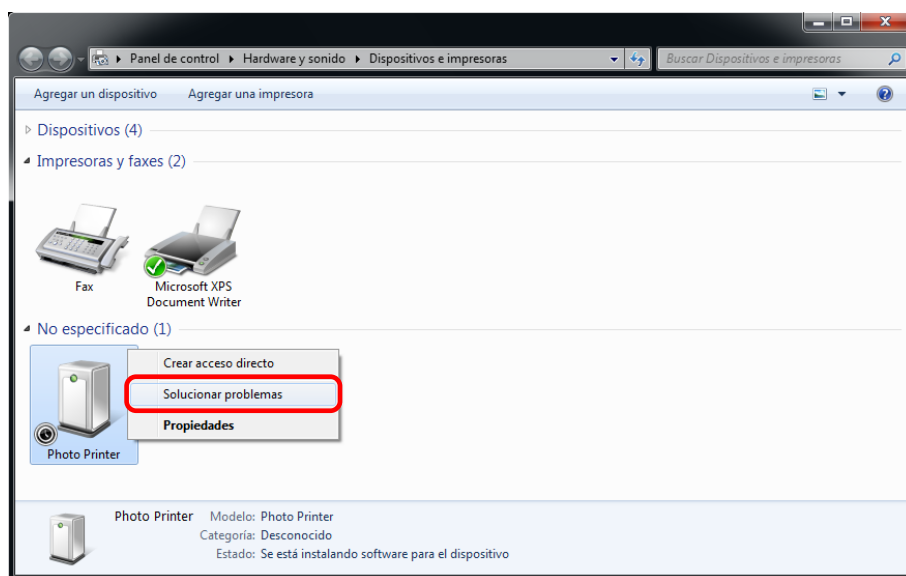 Panel de control ▸ Hardware y sonido ▸ Dispositivos e impresoras
Buscar Dispositivos e impresoras
Agregar un dispositivo Agregar una impresora
Dispositivos (4)
Impresoras y faxes (2)
Fax
Microsoft XPS
Document Writer
No especificado (1)
Crear acceso directo
Solucionar problemas
Propiedades
Photo Printer
Photo Printer Modelo: Photo Printer
Categoría: Desconocido
Estado: Se está instalando software para el dispositivo